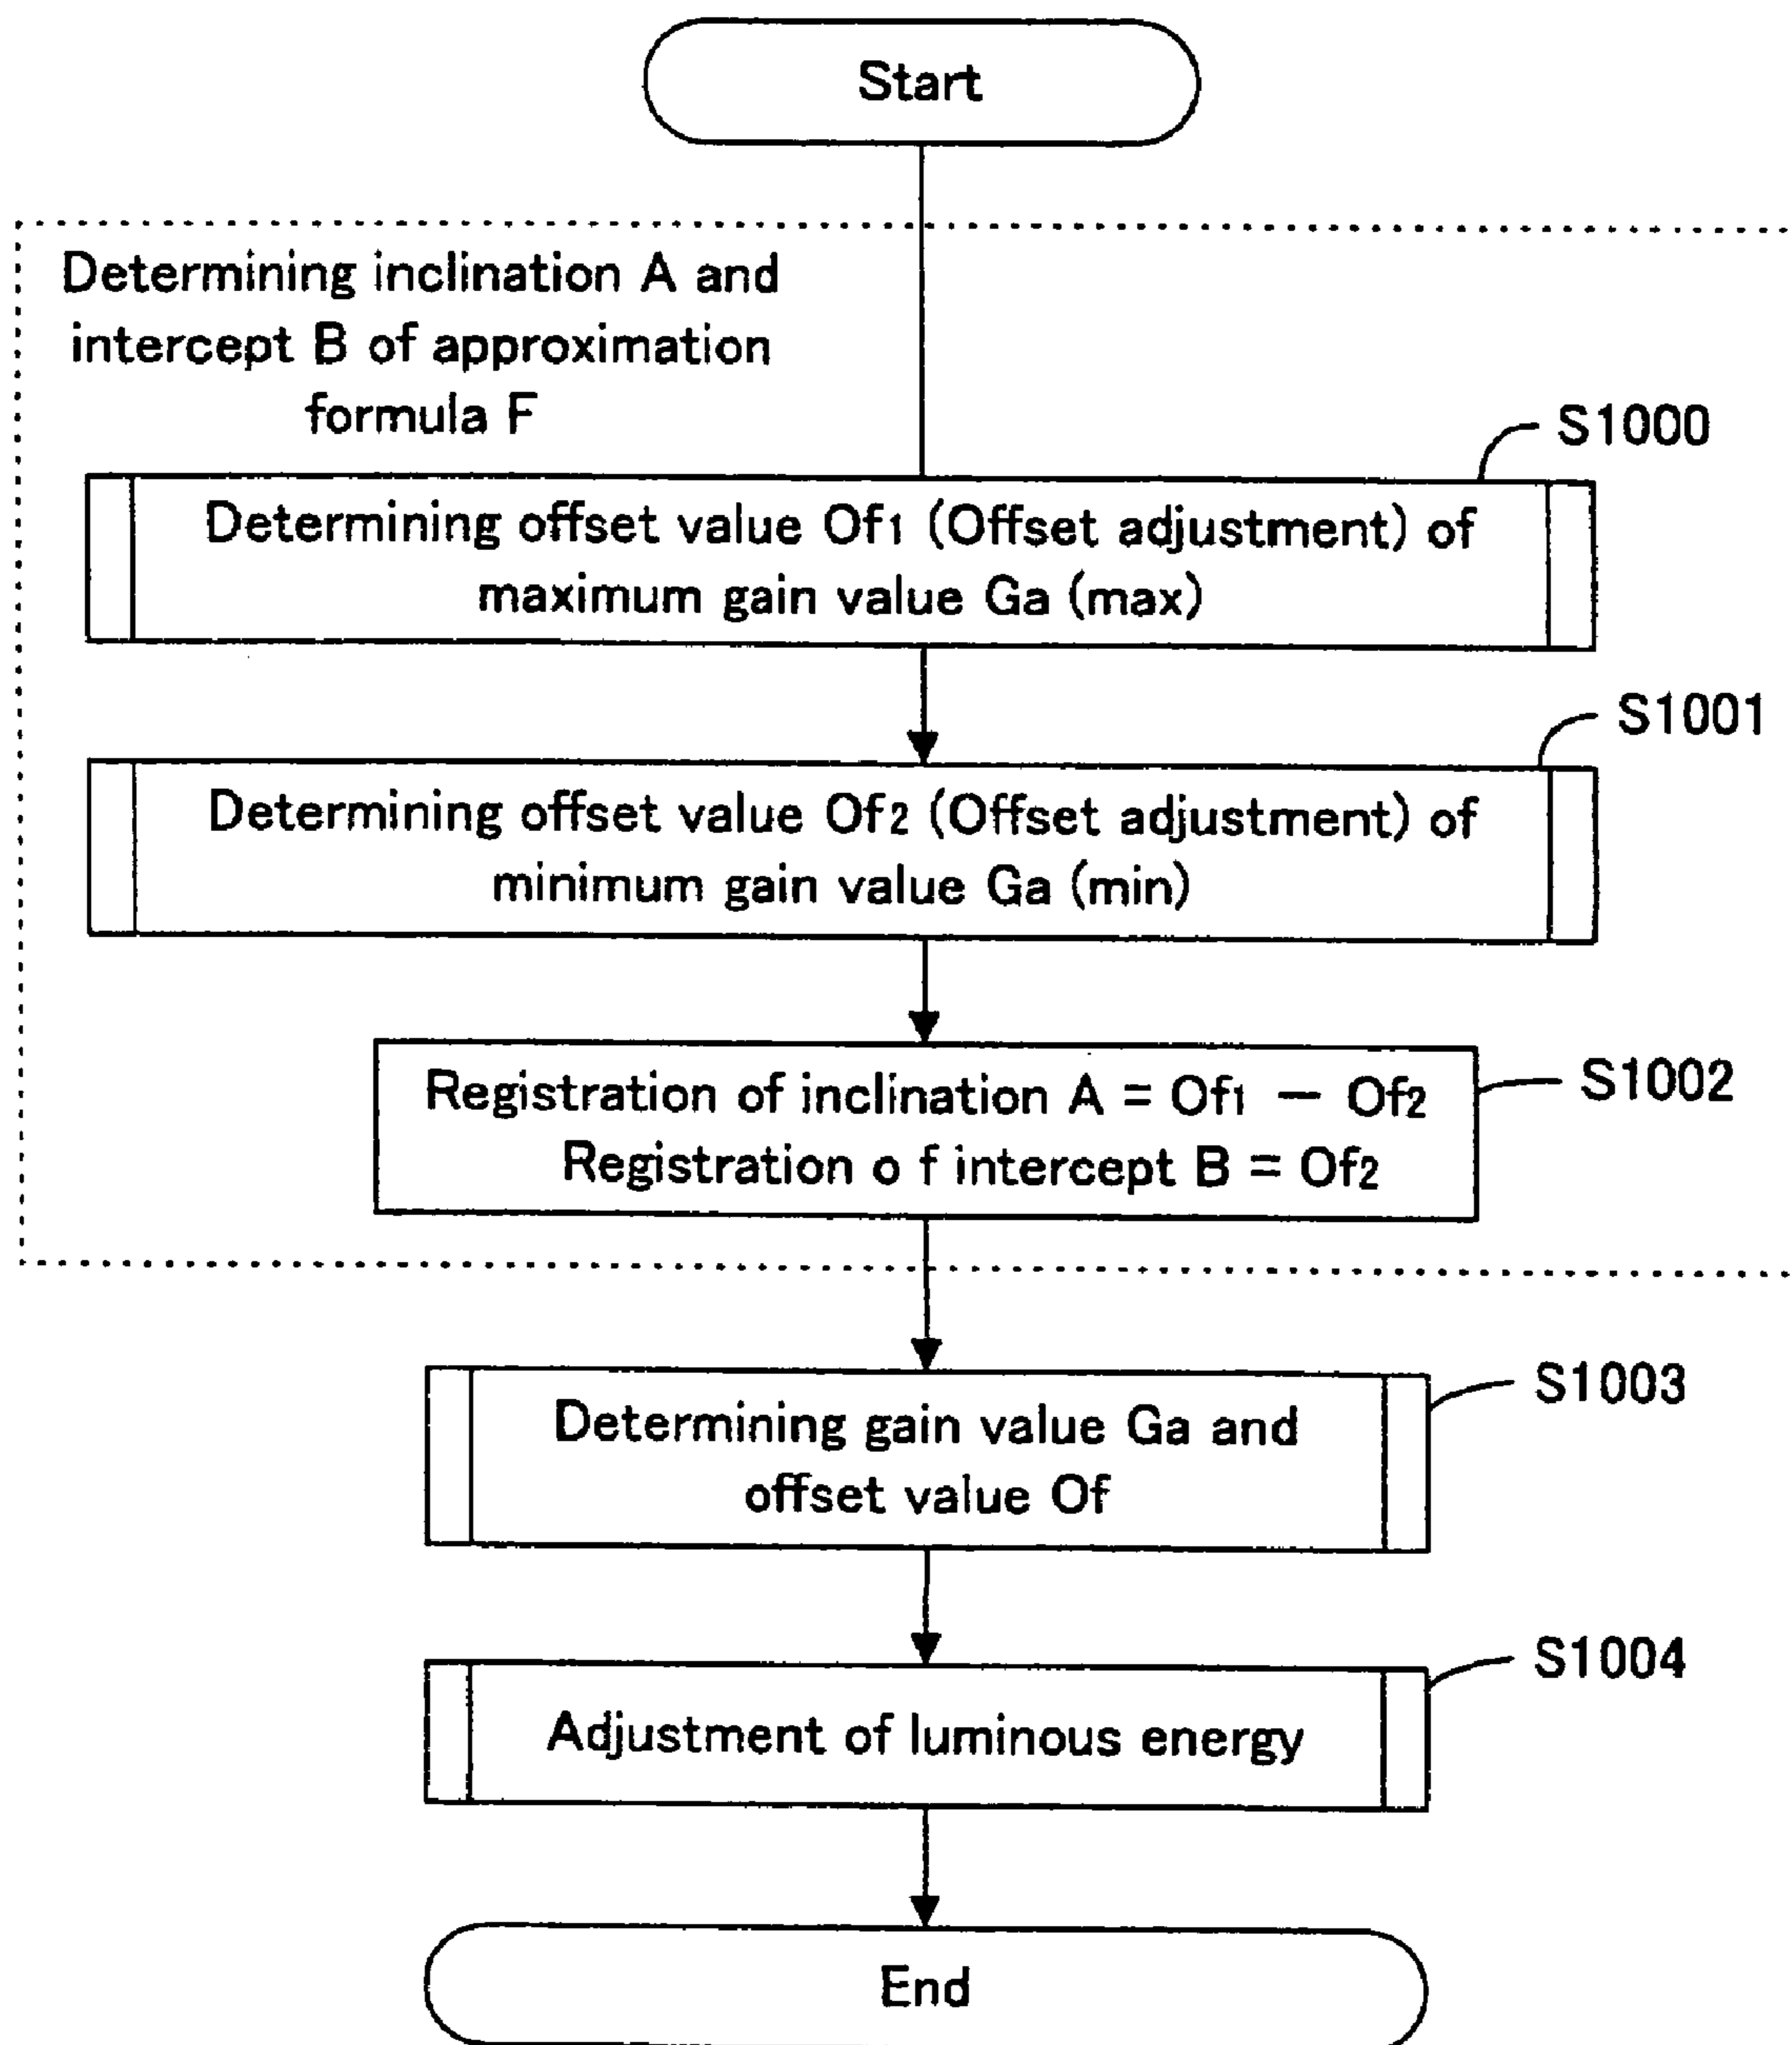 Start
Determining inclination A and
intercept B of approximation
formula F
S1000
Determining offset value Of1 (Offset adjustment) of
maximum gain value Ga (max)
S1001
Determining offset value Of2 (Offset adjustment) of
minimum gain value Ga (min)
S1002
Registration of inclination A = Of1 − Of2
Registration o f intercept B = Of2
S1003
Determining gain value Ga and
offset value Of
S1004
Adjustment of luminous energy
End